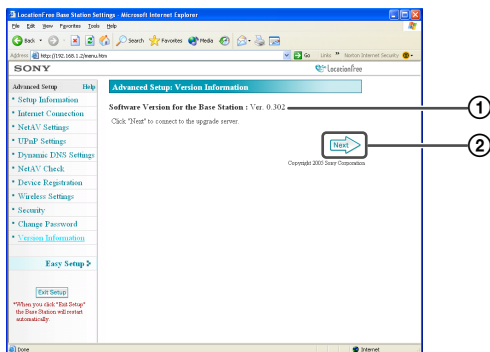 LocationFree Base Station Settings - Microsoft Internet Explorer
File Edit View Favorites Tools Help
Back Search Favorites Media
Address http://192.168.1.2/menu.htm Go Links » Norton Internet Security
SONY LocationFree
Advanced Setup Help
Advanced Setup: Version Information
• Setup Information
• Internet Connection
• NetAV Settings
• UPnP Settings
• Dynamic DNS Settings
• NetAV Check
• Device Registration
• Wireless Settings
• Security
• Change Password
• Version Information
Easy Setup
Exit Setup
*When you click "Exit Setup"
the Base Station will restart
automatically.
Software Version for the Base Station : Ver. 0.302
Click "Next" to connect to the upgrade server.
Next
Copyright 2005 Sony Corporation
1
2
Done Internet